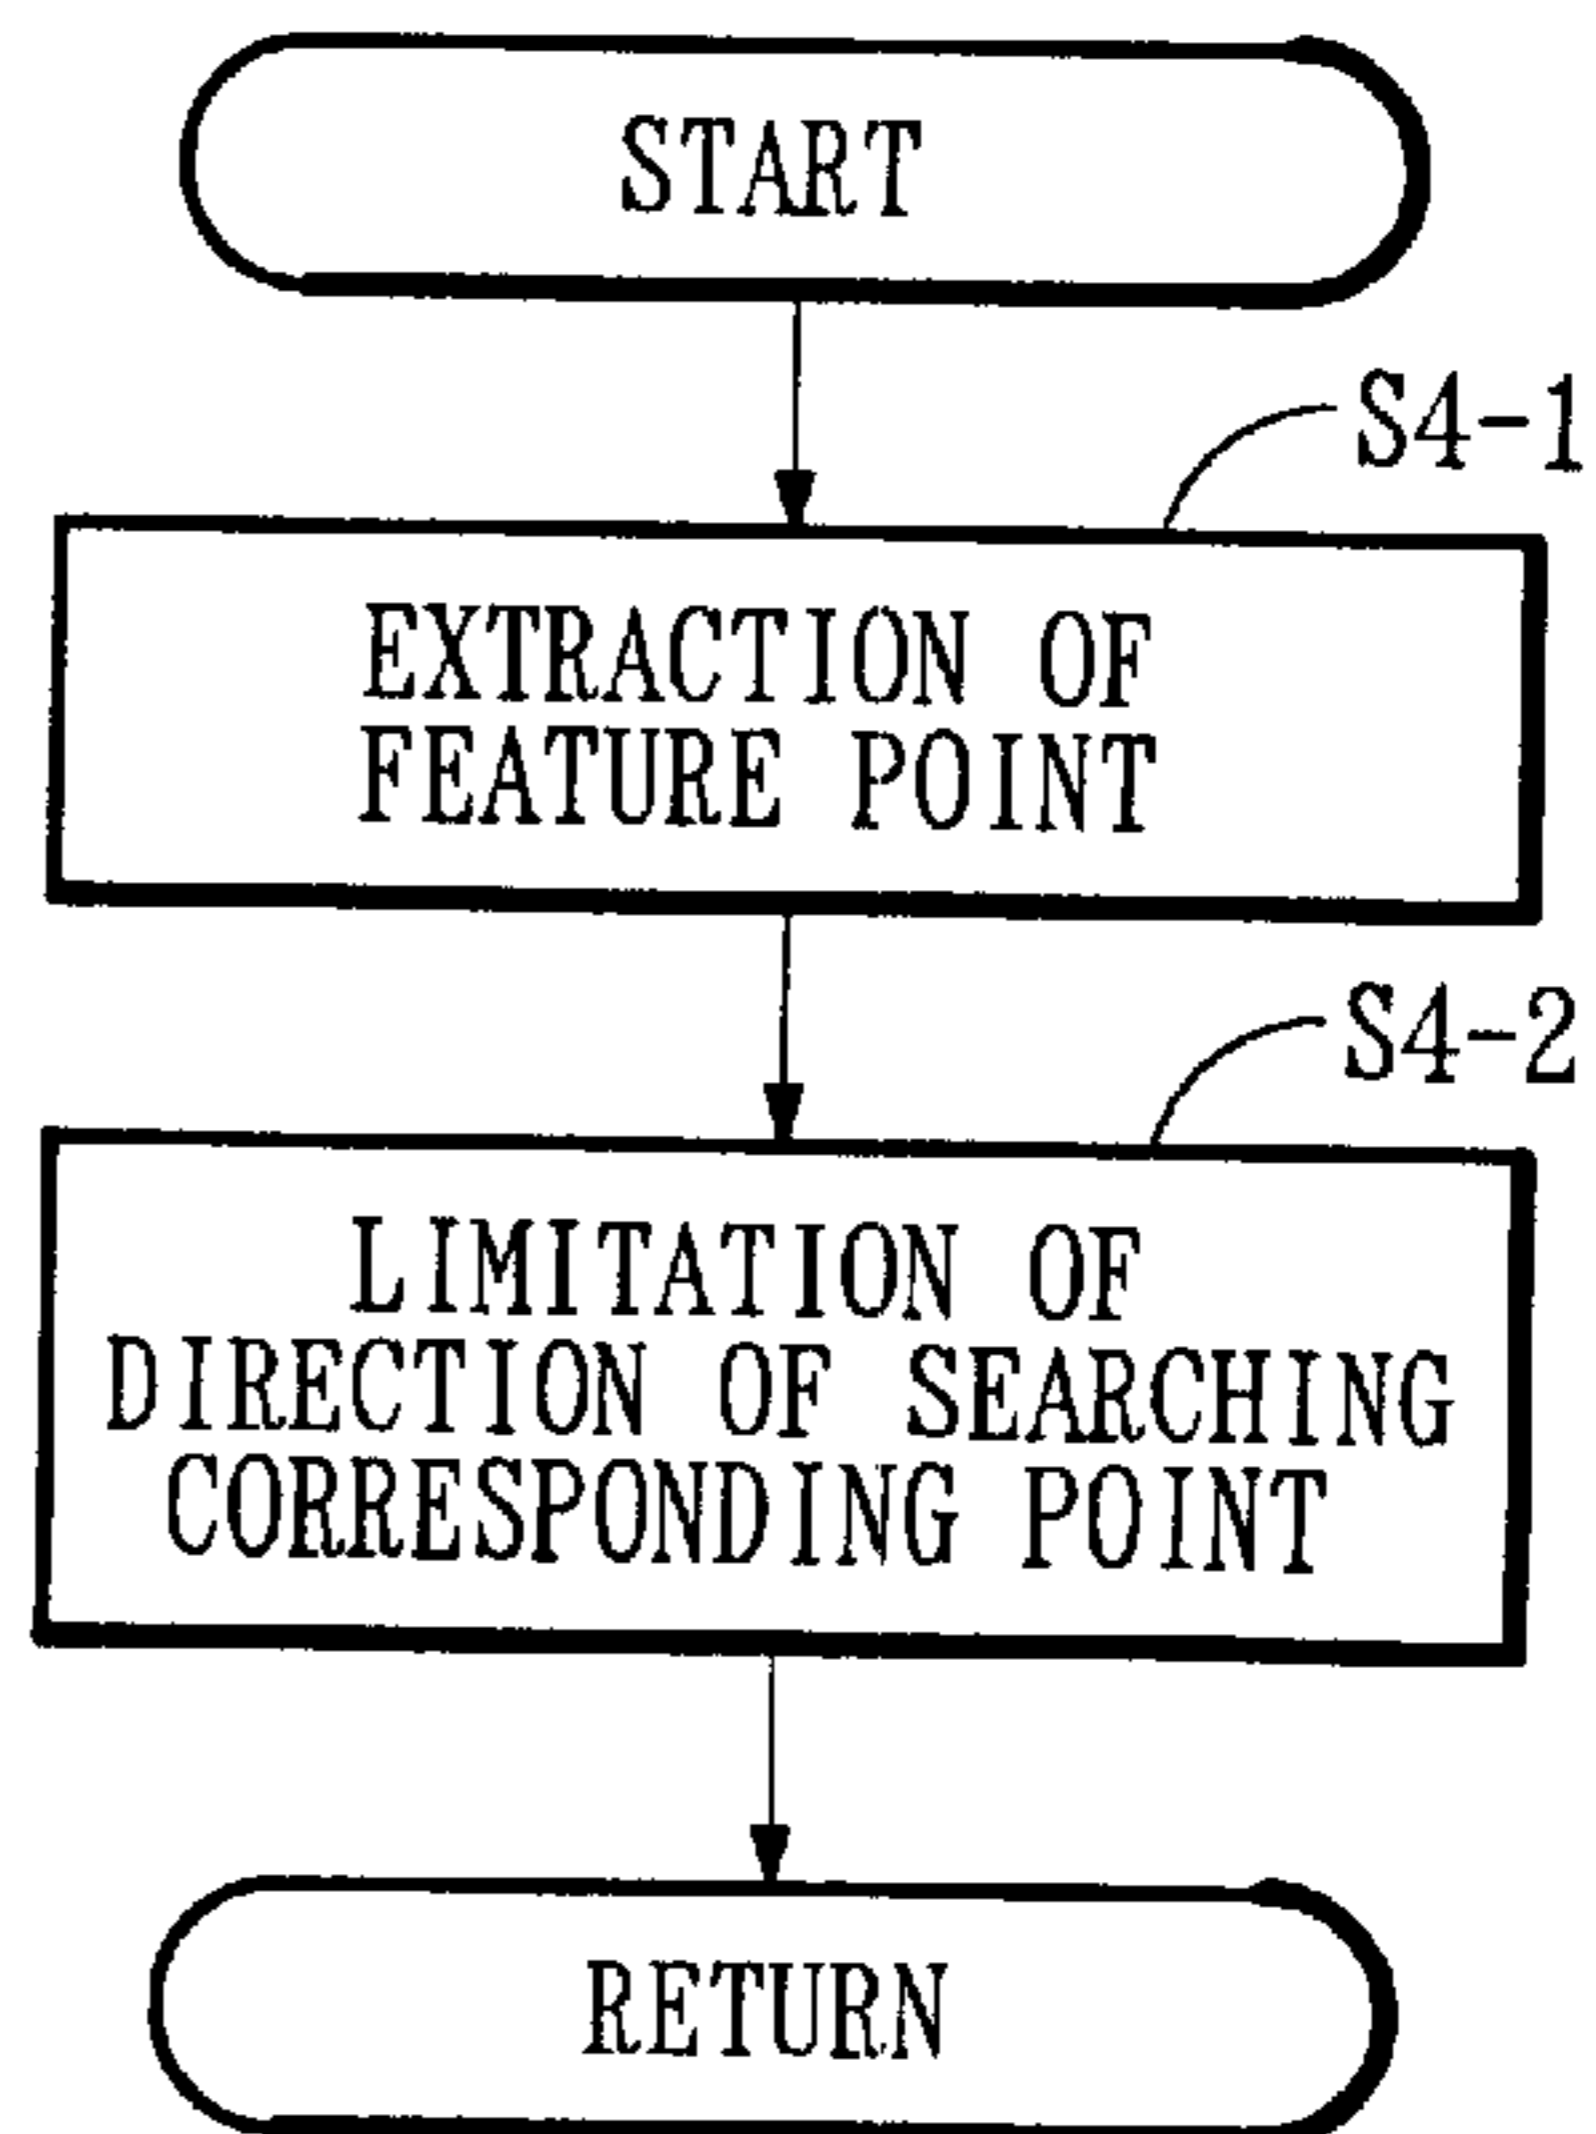 START
S4-1
EXTRACTION OF
FEATURE POINT
S4-2
LIMITATION OF
DIRECTION OF SEARCHING
CORRESPONDING POINT
RETURN